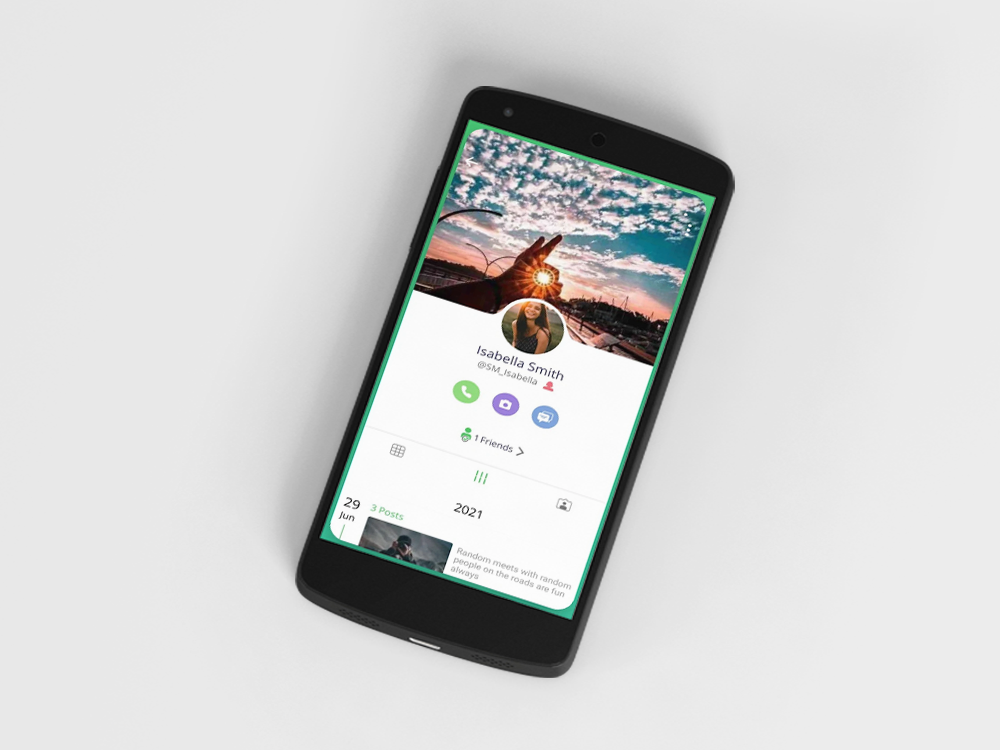 Isabella Smith
@SM_Isabella
1 Friends
2021
29
Jun
3 Posts
Random meets with random
people on the roads are fun
always